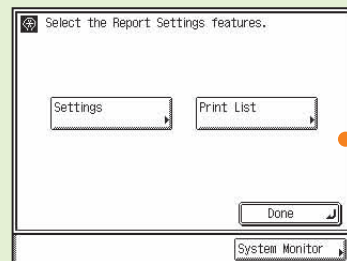 Select the Report Settings features.
Settings
Print List
Done
System Monitor